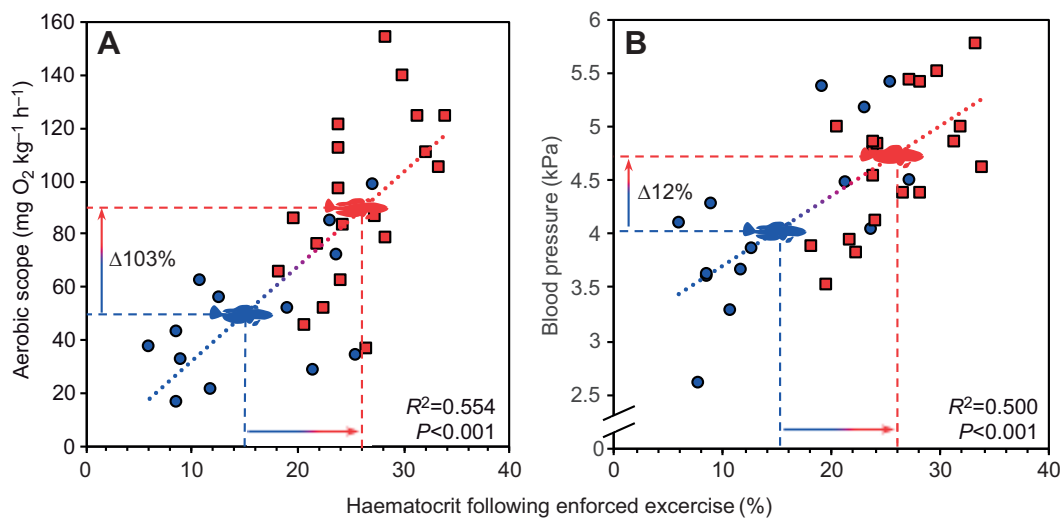 A
Aerobic scope (mg O₂ kg⁻¹ h⁻¹)
160
140
120
100
80
60
40
20
0
Δ103%
R²=0.554
P<0.001
0
10
20
30
40
B
Blood pressure (kPa)
6
5.5
5
4.5
4
3.5
3
2.5
0
Δ12%
R²=0.500
P<0.001
0
10
20
30
40
Haematocrit following enforced excercise (%)